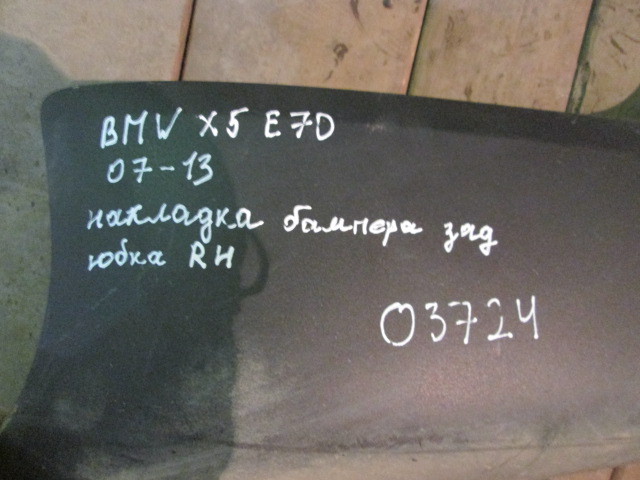 BMW X5 E70
07-13
накладка бампера зад
юбка RH
03724